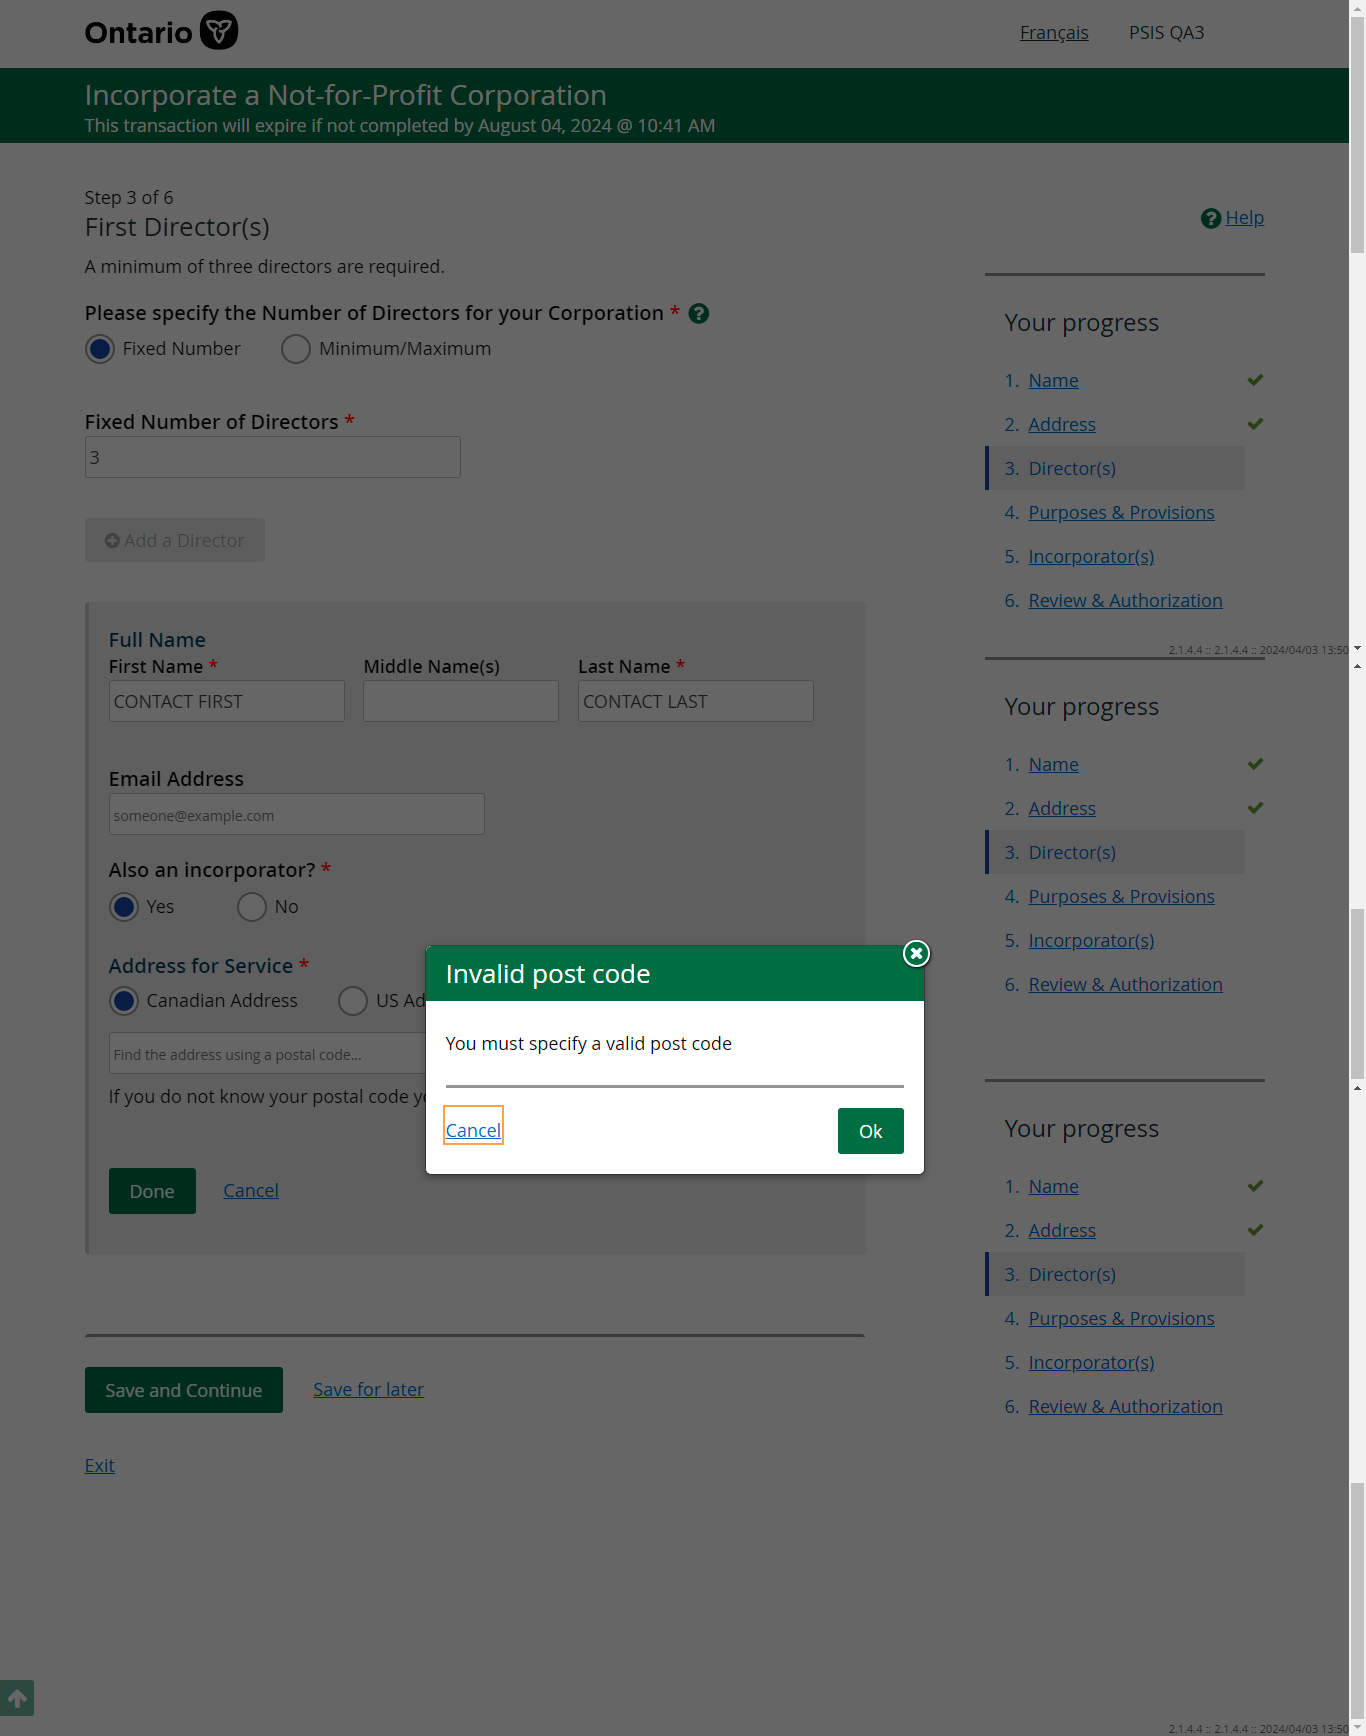 Ontario
Français
PSIS QA3
Incorporate a Not-for-Profit Corporation
This transaction will expire if not completed by August 04, 2024 @ 10:41 AM
Step 3 of 6
First Director(s)
Help
A minimum of three directors are required.
Please specify the Number of Directors for your Corporation *
Fixed Number
Minimum/Maximum
Fixed Number of Directors *
3
Add a Director
Full Name
First Name *
Middle Name(s)
Last Name *
CONTACT FIRST
CONTACT LAST
Email Address
someone@example.com
Also an incorporator? *
Yes
No
Address for Service *
Canadian Address
US Ad
Find the address using a postal code...
If you do not know your postal code yo
Done
Cancel
Invalid post code
You must specify a valid post code
Cancel
Ok
Save and Continue
Save for later
Exit
Your progress
1. Name
2. Address
3. Director(s)
4. Purposes & Provisions
5. Incorporator(s)
6. Review & Authorization
2.1.4.4 :: 2.1.4.4 :: 2024/04/03 13:50
Your progress
1. Name
2. Address
3. Director(s)
4. Purposes & Provisions
5. Incorporator(s)
6. Review & Authorization
Your progress
1. Name
2. Address
3. Director(s)
4. Purposes & Provisions
5. Incorporator(s)
6. Review & Authorization
2.1.4.4 :: 2.1.4.4 :: 2024/04/03 13:50